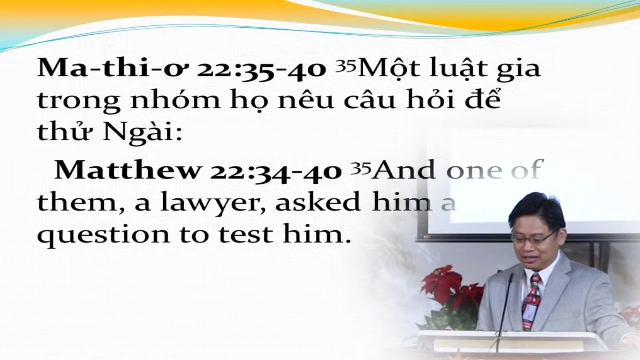 Ma-thi-ơ 22:35-40 ³⁵Một luật gia
trong nhóm họ nêu câu hỏi để
thử Ngài:
Matthew 22:34-40 ³⁵And one of
them, a lawyer, asked him a
question to test him.